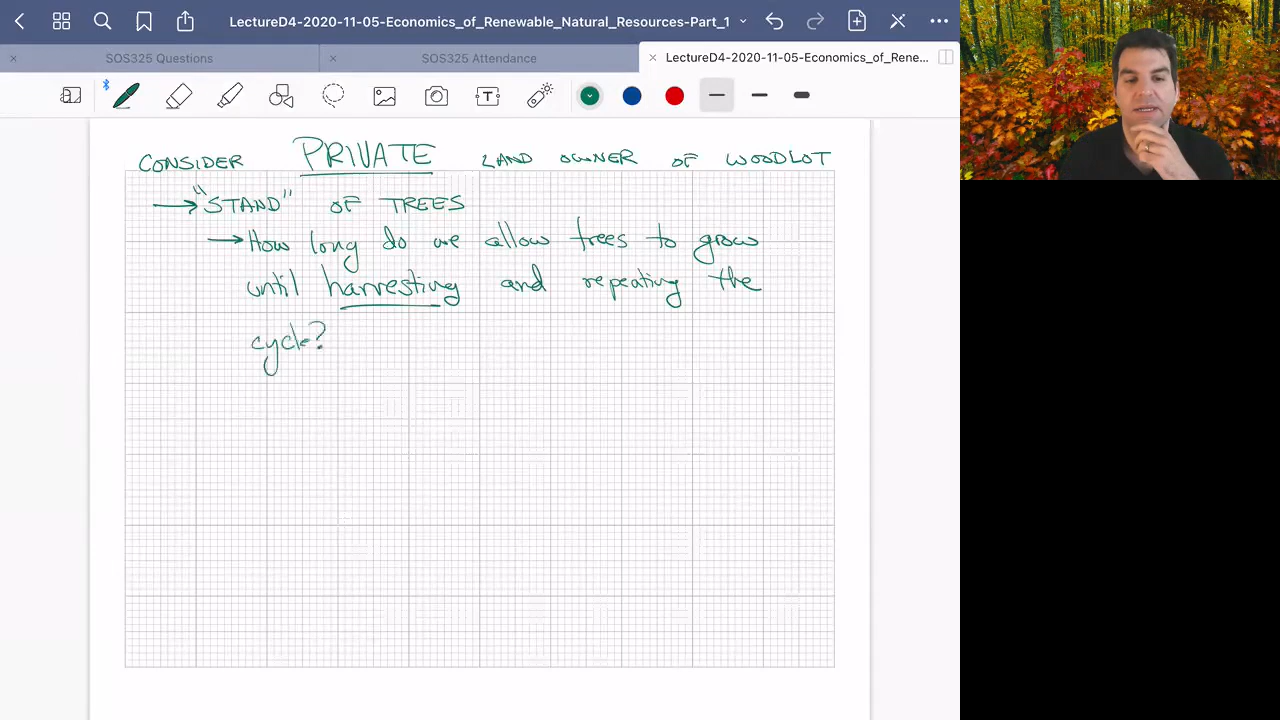 LectureD4-2020-11-05-Economics_of_Renewable_Natural_Resources-Part_1
SOS325 Questions
SOS325 Attendance
LectureD4-2020-11-05-Economics_of_Rene...
CONSIDER PRIVATE LAND OWNER OF WOODLOT
→ "STAND" OF TREES
→ How long do we allow trees to grow
until harvesting and repeating the
cycle?